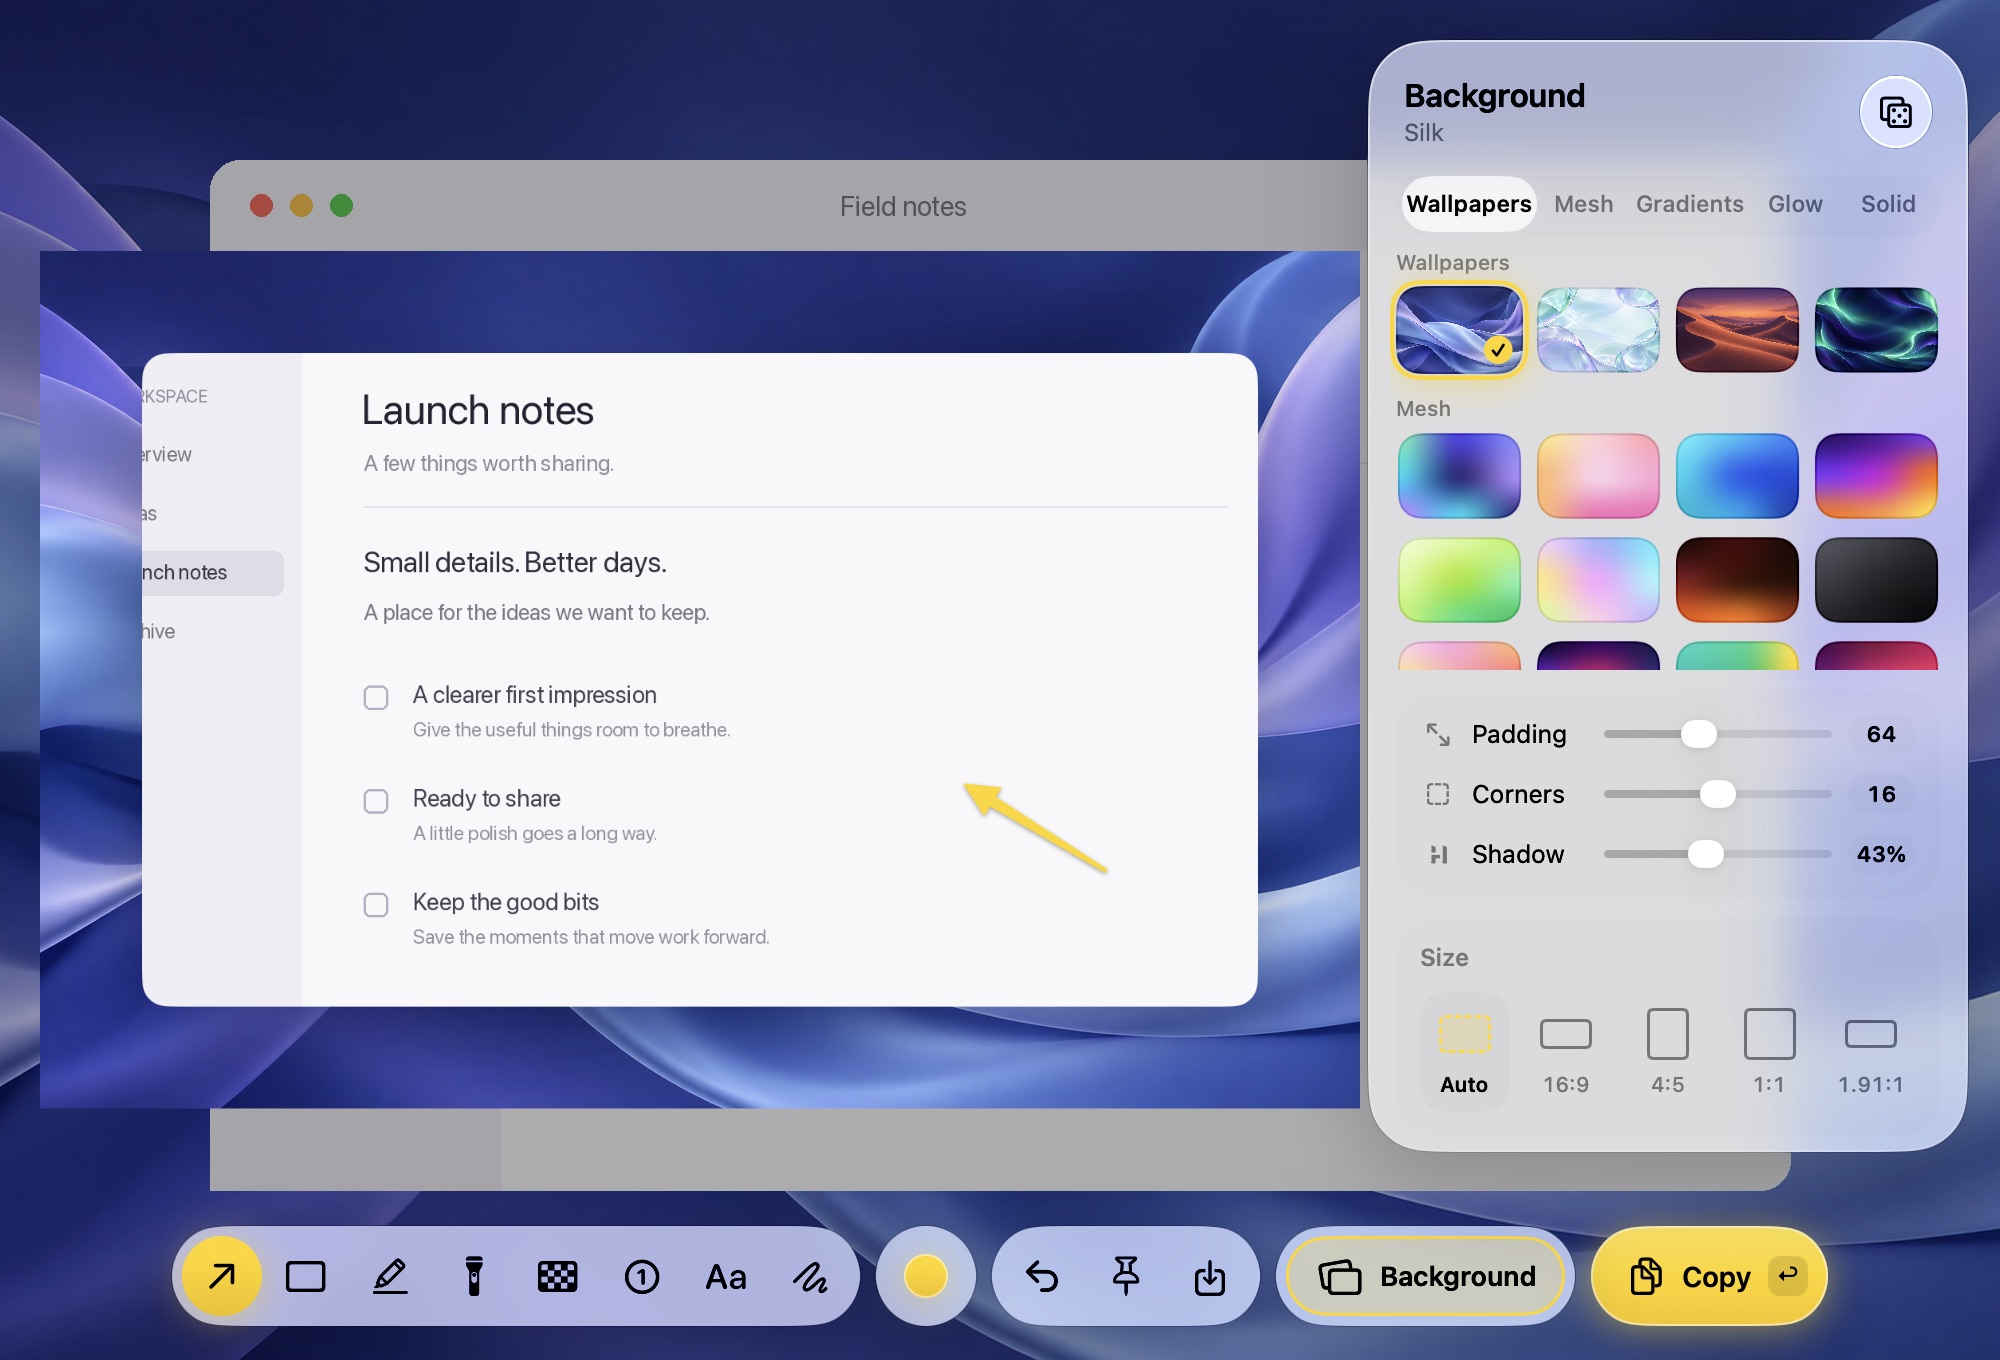 Background
Silk
Field notes
Wallpapers
Mesh
Gradients
Glow
Solid
Wallpapers
Mesh
RKSPACE
erview
as
nch notes
hive
Launch notes
A few things worth sharing.
Small details. Better days.
A place for the ideas we want to keep.
A clearer first impression
Give the useful things room to breathe.
Ready to share
A little polish goes a long way.
Keep the good bits
Save the moments that move work forward.
Padding 64
Corners 16
Shadow 43%
Size
Auto
16:9
4:5
1:1
1.91:1
1
Aa
Background
Copy